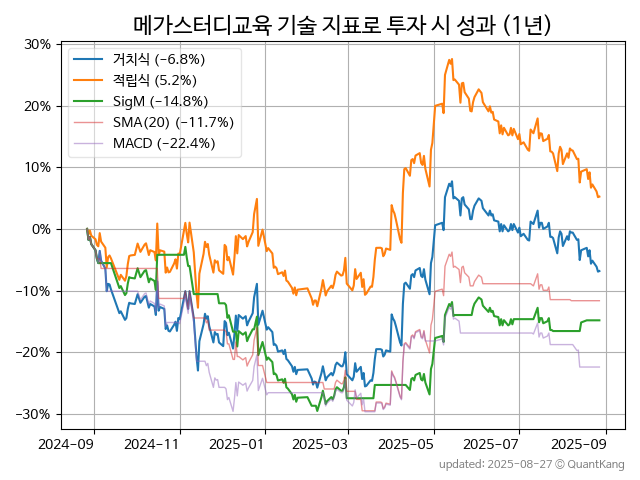 메가스터디교육 기술 지표로 투자 시 성과 (1년)
30%
20%
10%
0%
−10%
−20%
−30%
거치식 (−6.8%)
적립식 (5.2%)
SigM (−14.8%)
SMA(20) (−11.7%)
MACD (−22.4%)
2024-09
2024-11
2025-01
2025-03
2025-05
2025-07
2025-09
updated: 2025-08-27 © QuantKang